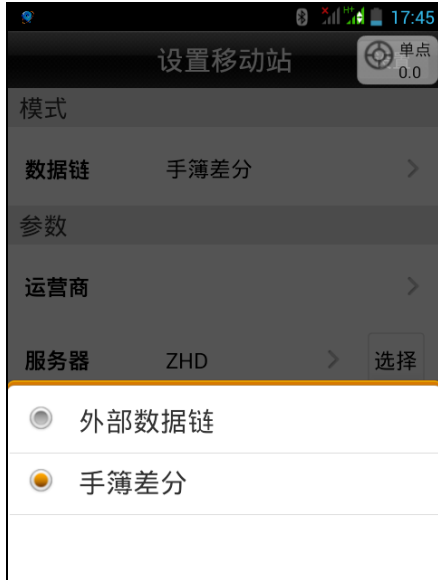 17:45
设置移动站
单点
0.0
模式
数据链 手簿差分
参数
运营商
服务器 ZHD 选择
外部数据链
手簿差分